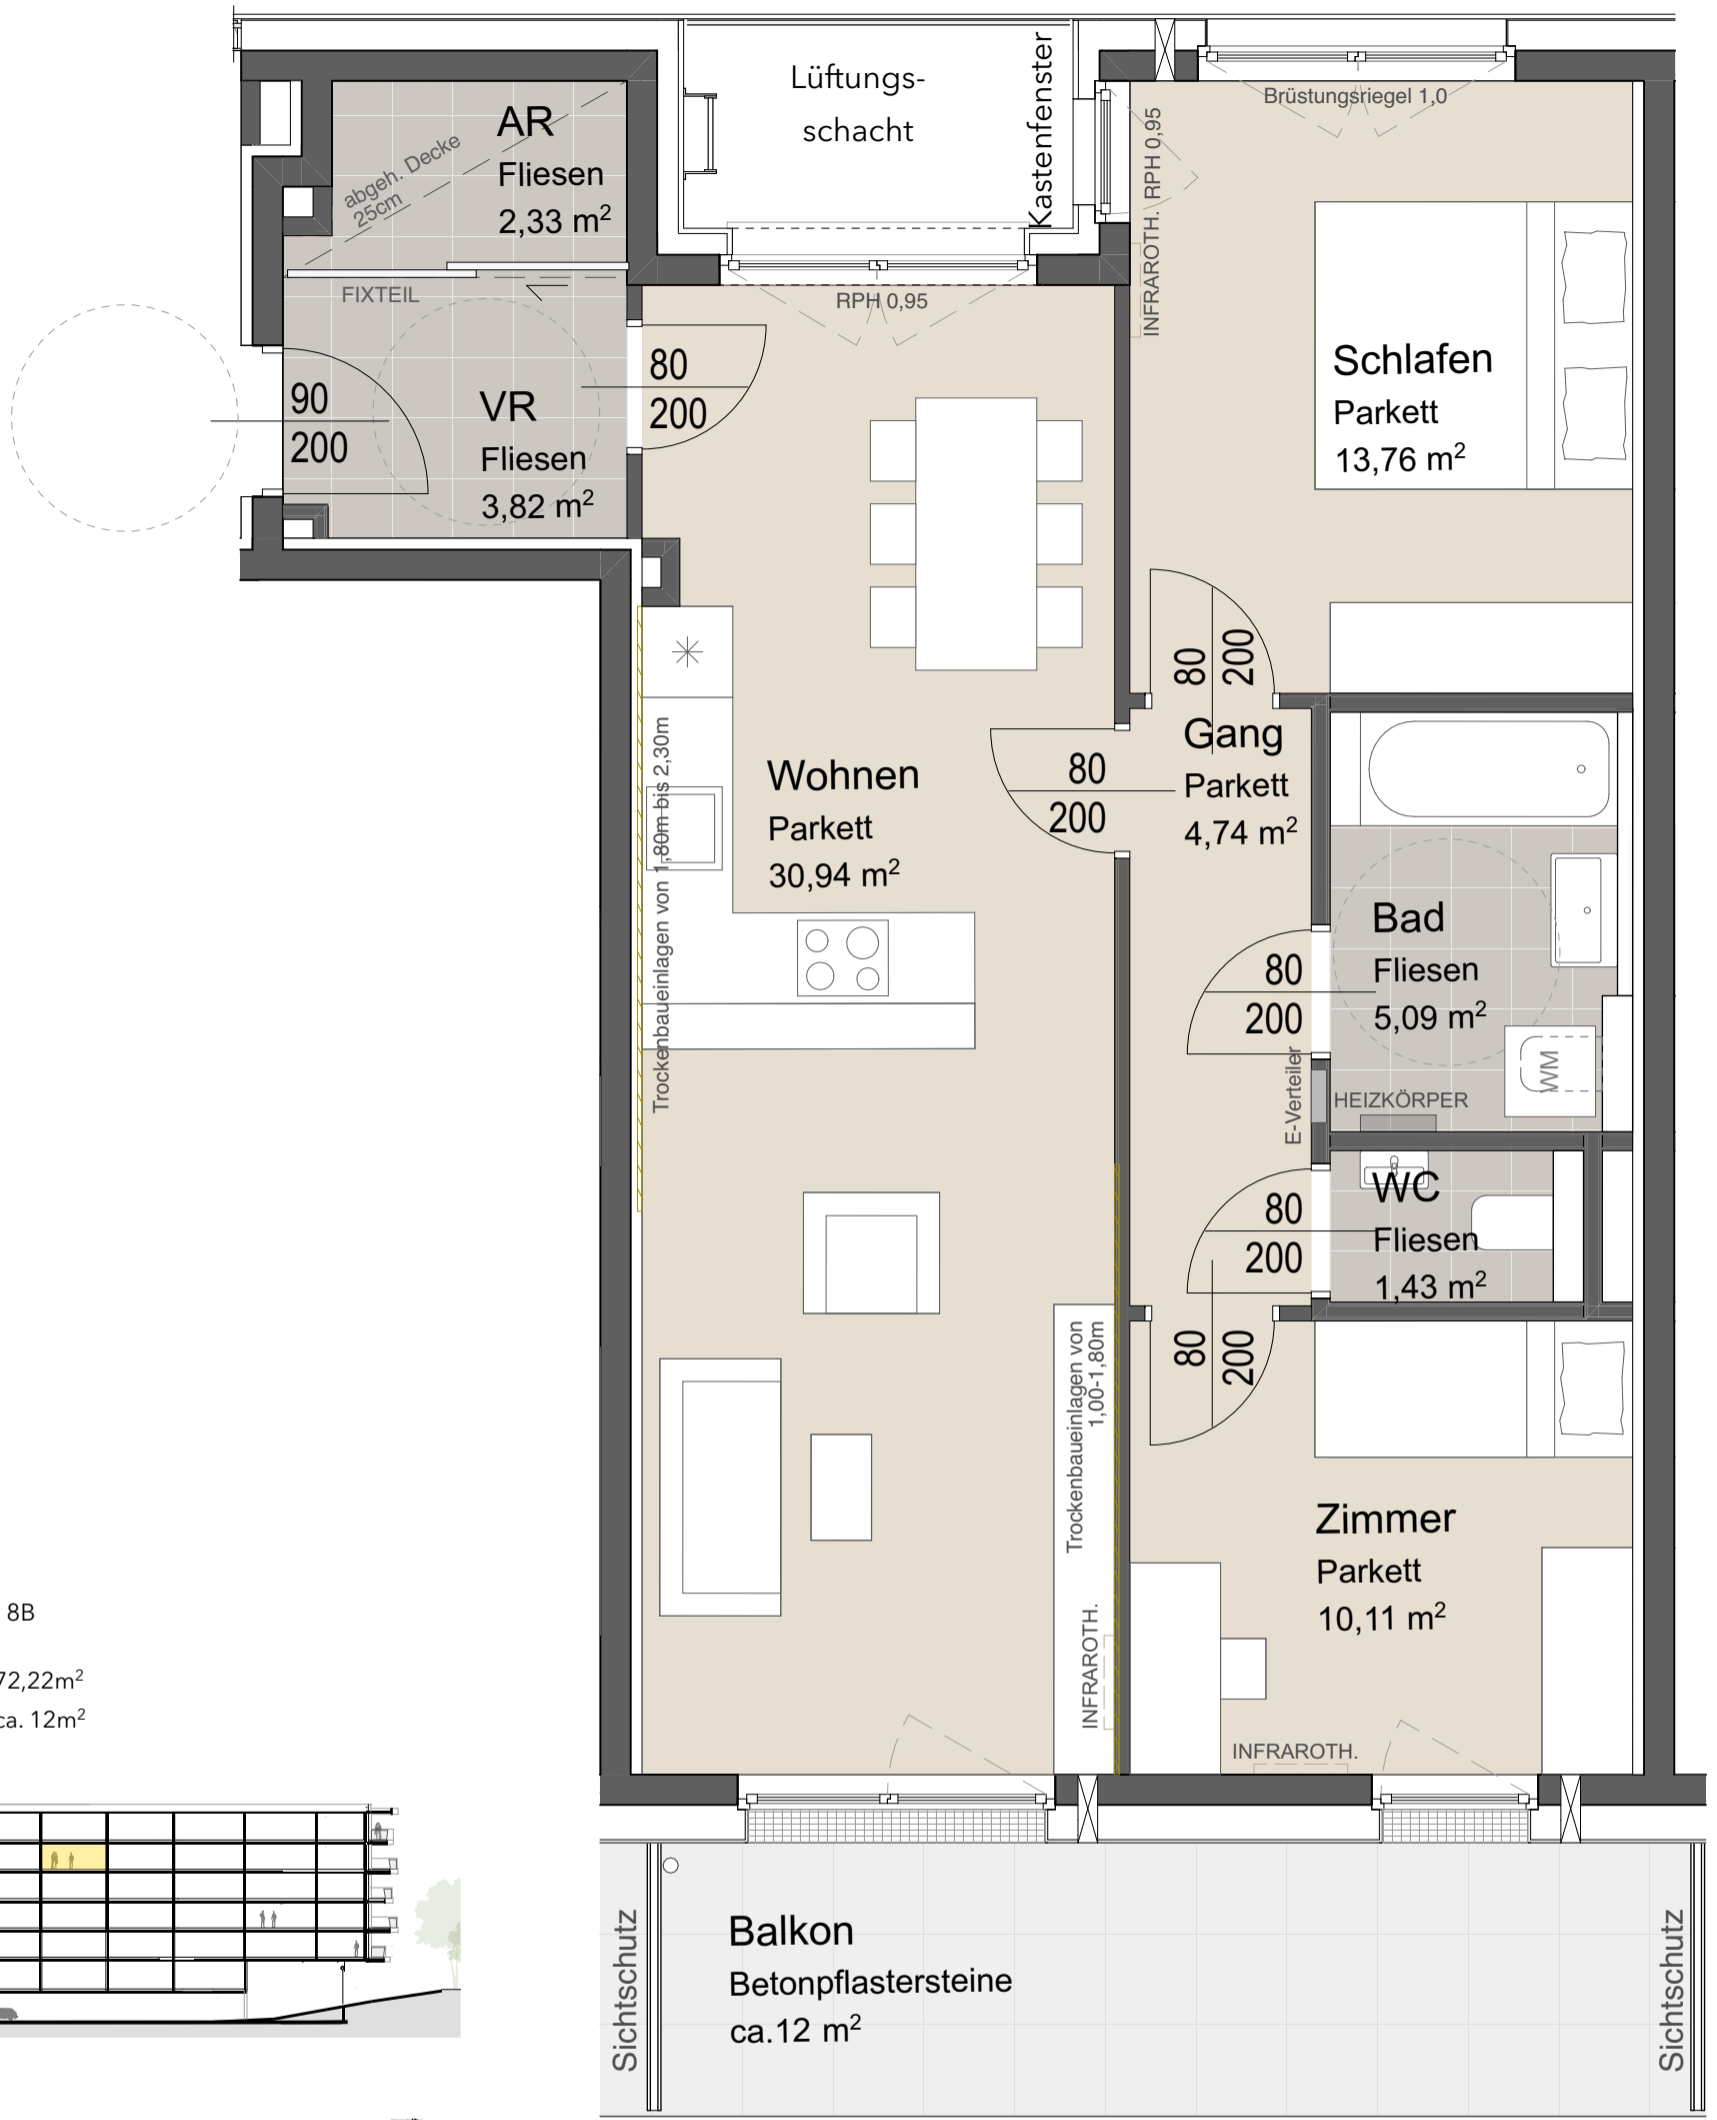 Lüftungs-
schacht
Kastenfenster
Brüstungsriegel 1,0
AR
Fliesen
2,33 m²
abgeh. Decke
25cm
INFRAROTH. RPH 0,95
FIXTEIL
RPH 0,95
VR
Fliesen
3,82 m²
90
200
80
200
Schlafen
Parkett
13,76 m²
80
200
Wohnen
Parkett
30,94 m²
80
200
Gang
Parkett
4,74 m²
Trockenbaueinlagen von 1,80m bis 2,30m
Bad
Fliesen
5,09 m²
80
200
WM
E-Verteiler
HEIZKÖRPER
WC
Fliesen
1,43 m²
80
200
80
200
Trockenbaueinlagen von
1,00-1,80m
INFRAROTH.
Zimmer
Parkett
10,11 m²
INFRAROTH.
8B
72,22m²
ca. 12m²
Sichtschutz
Balkon
Betonpflastersteine
ca.12 m²
Sichtschutz